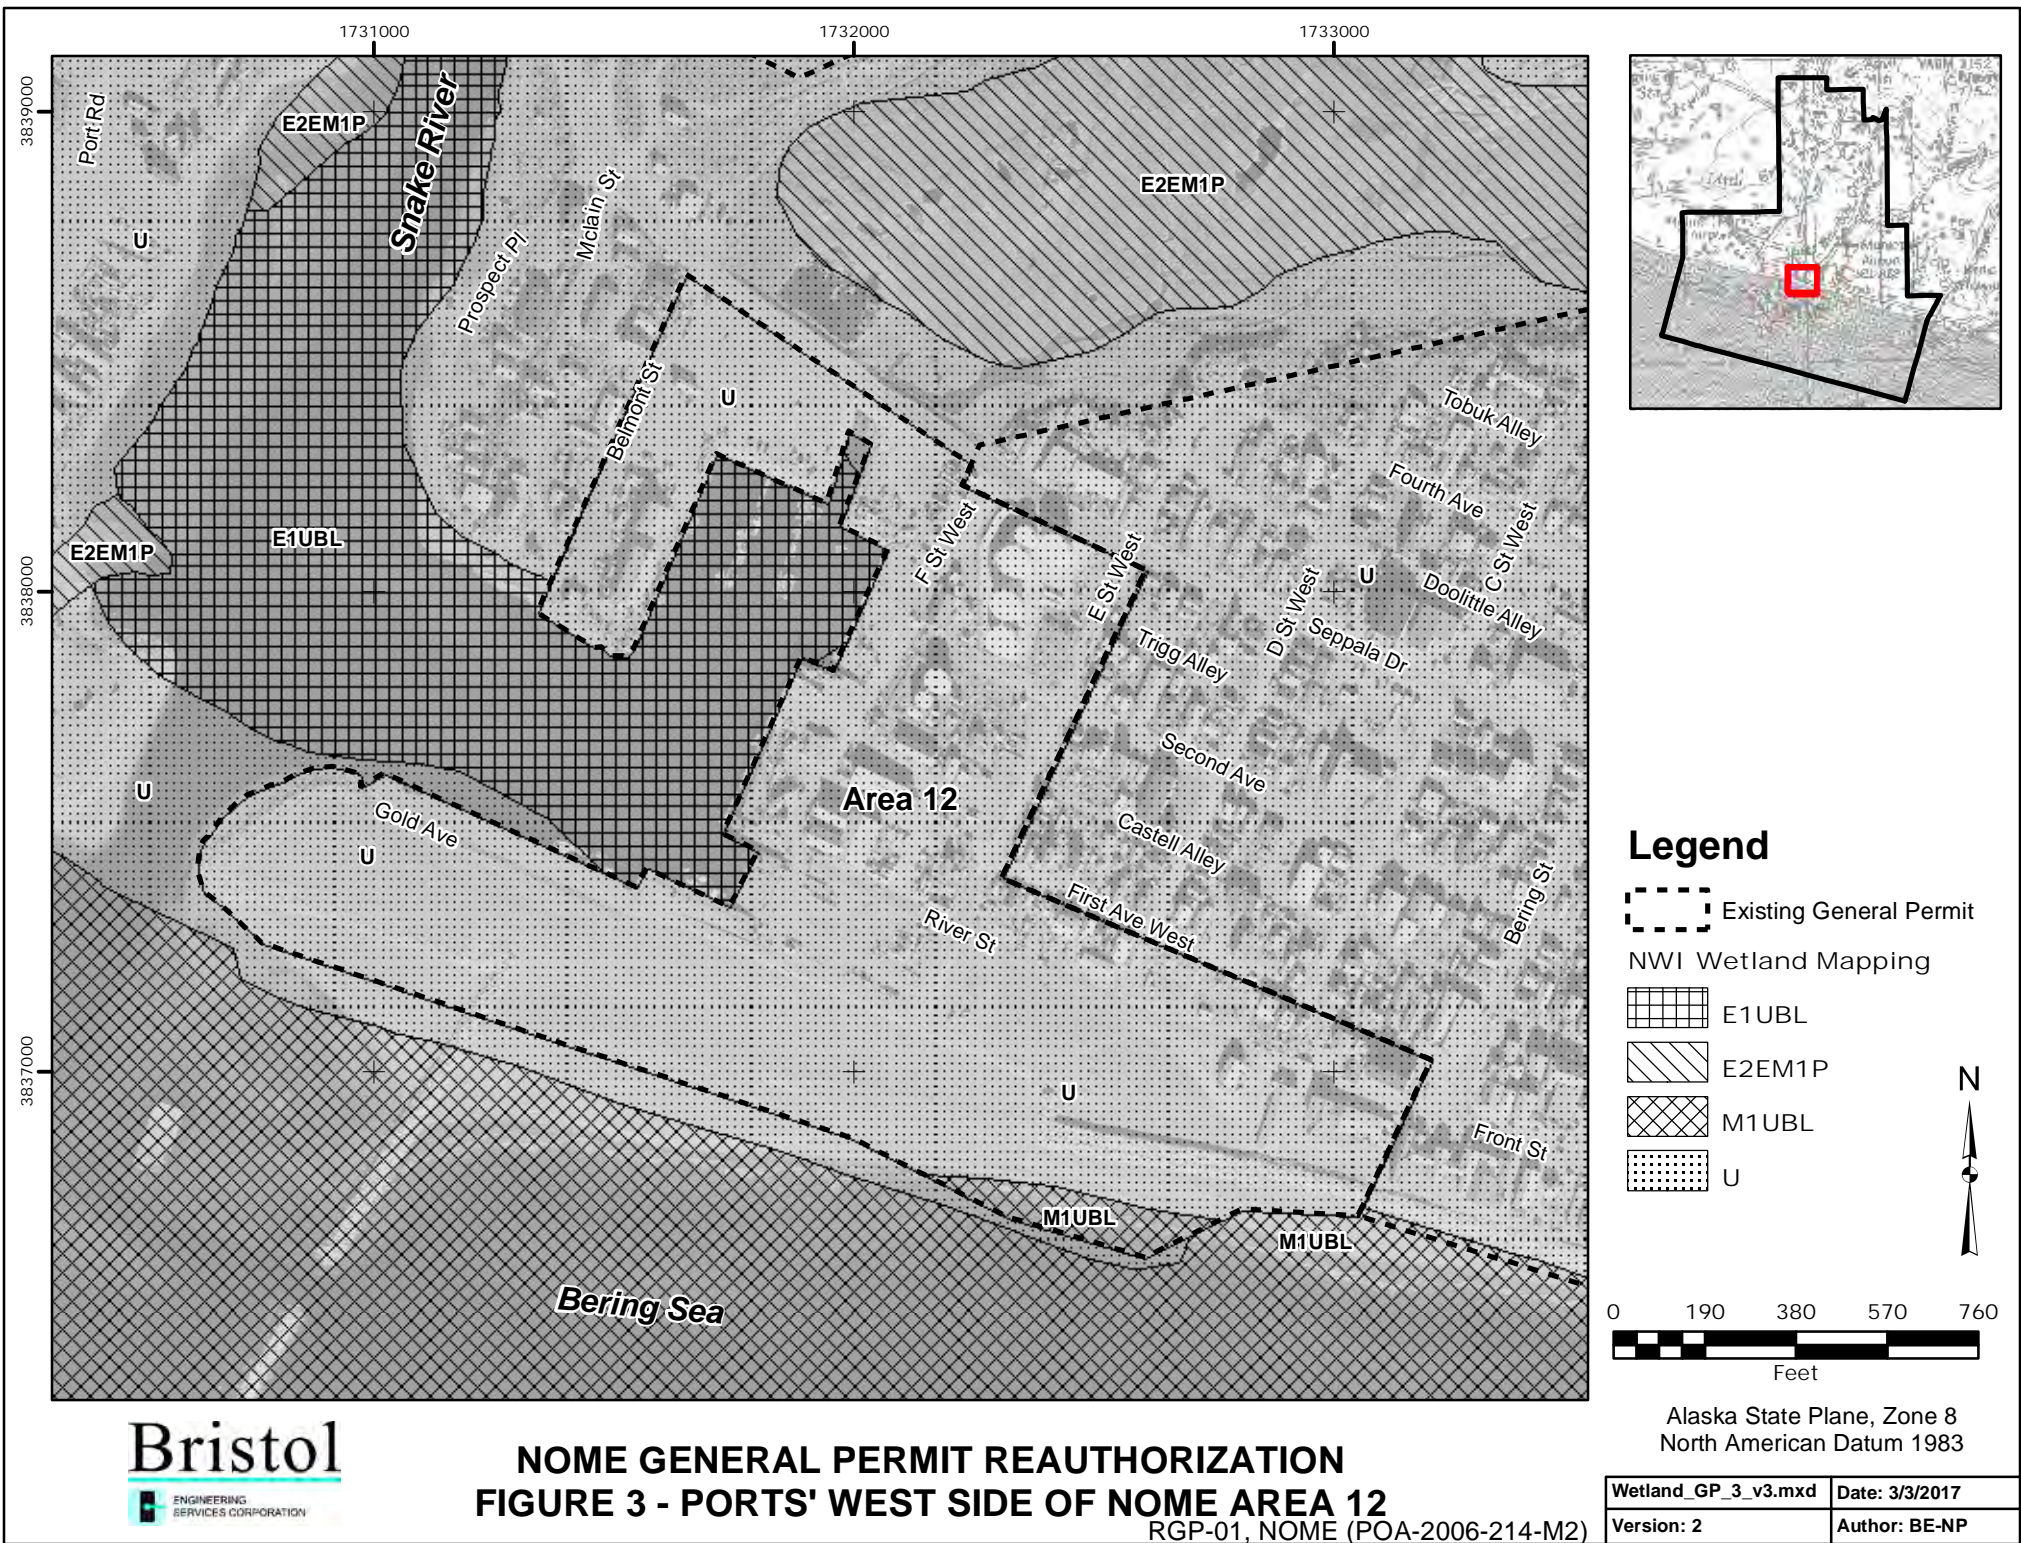 1731000
1732000
1733000
3839000
3838000
3837000
Port Rd
E2EM1P
Snake River
U
Prospect Pl
Mclain St
E2EM1P
Belmont St
U
Tobuk Alley
Fourth Ave
C St West
F St West
E St West
D St West
U
Doolittle Alley
Seppala Dr
Trigg Alley
E1UBL
E2EM1P
Second Ave
U
Area 12
Gold Ave
U
Castell Alley
First Ave West
River St
Bering St
U
Front St
M1UBL
M1UBL
Bering Sea
Legend
Existing General Permit
NWI Wetland Mapping
E1UBL
E2EM1P
M1UBL
U
N
0 190 380 570 760
Feet
Alaska State Plane, Zone 8
North American Datum 1983
Bristol
ENGINEERING
SERVICES CORPORATION
NOME GENERAL PERMIT REAUTHORIZATION
FIGURE 3 - PORTS' WEST SIDE OF NOME AREA 12
RGP-01, NOME (POA-2006-214-M2)
Wetland_GP_3_v3.mxd
Date: 3/3/2017
Version: 2
Author: BE-NP